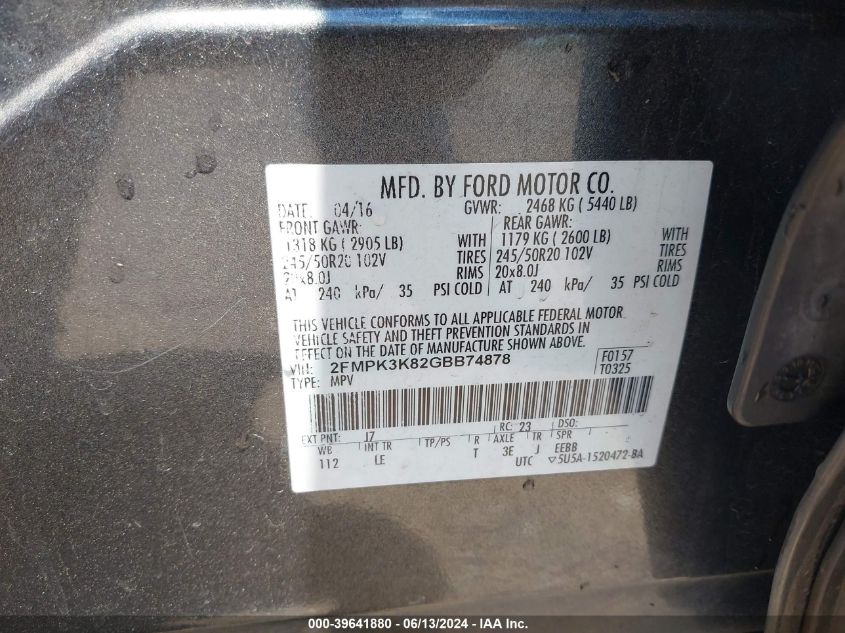 MFD. BY FORD MOTOR CO.
DATE: 04/16 GVWR: 2468 KG ( 5440 LB)
FRONT GAWR: REAR GAWR:
1318 KG ( 2905 LB) WITH 1179 KG ( 2600 LB) WITH
245/50R20 102V TIRES 245/50R20 102V TIRES
20x8.0J RIMS 20x8.0J RIMS
AT 240 kPa/ 35 PSI COLD AT 240 kPa/ 35 PSI COLD
THIS VEHICLE CONFORMS TO ALL APPLICABLE FEDERAL MOTOR
VEHICLE SAFETY AND THEFT PREVENTION STANDARDS IN
EFFECT ON THE DATE OF MANUFACTURE SHOWN ABOVE.
VIN: 2FMPK3K82GBB74878 F0157
TYPE: MPV T0325
EXT PNT: J7 RC: 23 DSO:
WB INT TR TP/PS R AXLE TR SPR
112 LE T 3E J EEBB
UTC ▽5U5A-1520472-BA
000-39641880 - 06/13/2024 - IAA Inc.